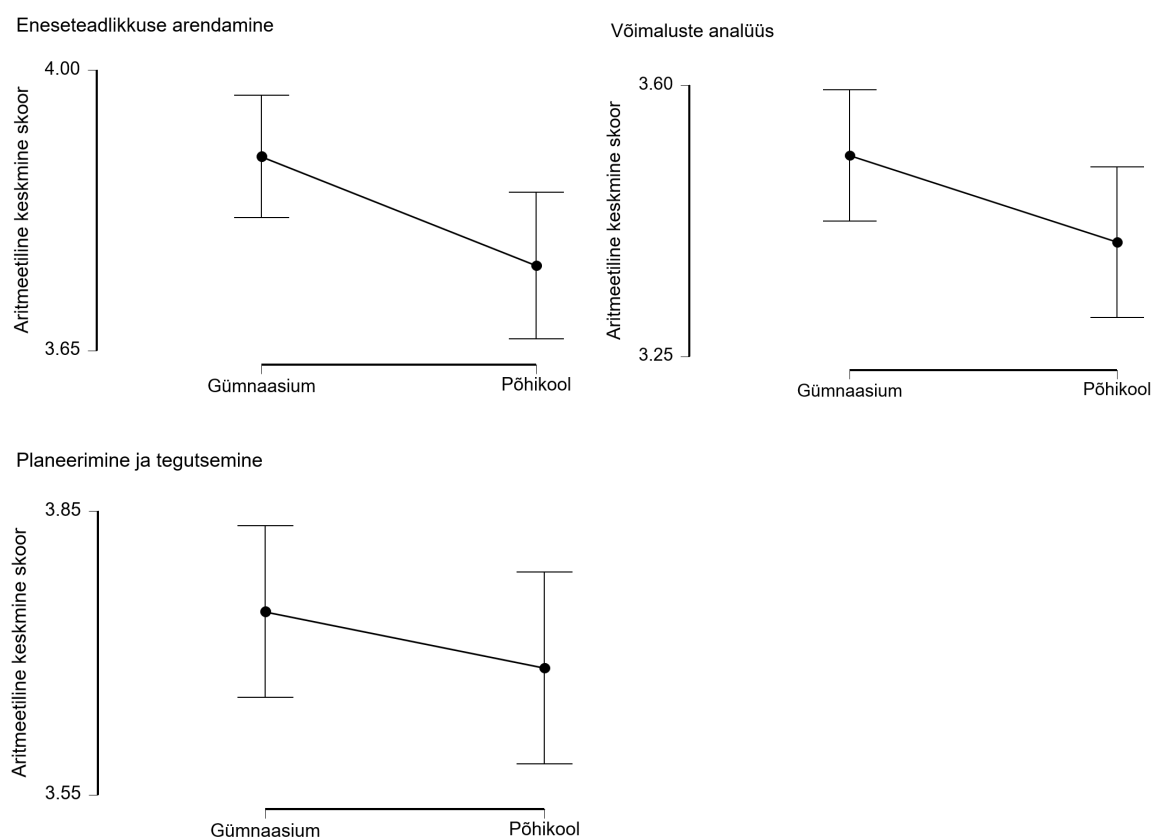 Eneseteadlikkuse arendamine
4.00
Aritmeetiline keskmine skoor
3.65
Gümnaasium
Põhikool
Võimaluste analüüs
3.60
Aritmeetiline keskmine skoor
3.25
Gümnaasium
Põhikool
Planeerimine ja tegutsemine
3.85
Aritmeetiline keskmine skoor
3.55
Gümnaasium
Põhikool